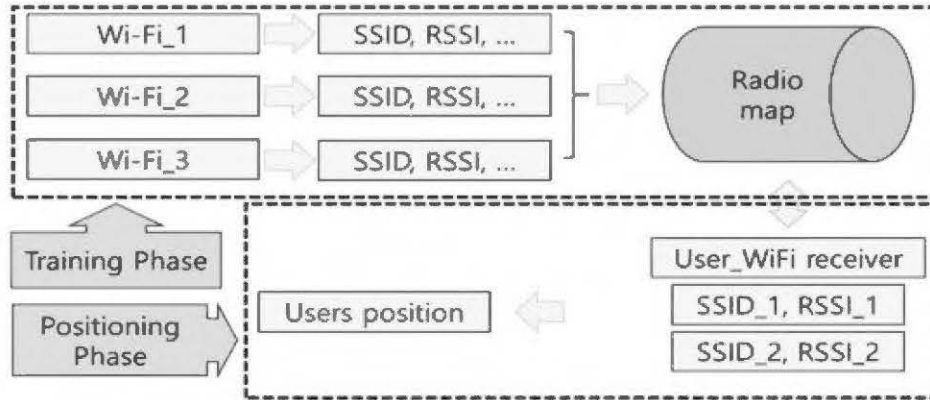 Wi-Fi_1
SSID, RSSI, ...
Wi-Fi_2
SSID, RSSI, ...
Wi-Fi_3
SSID, RSSI, ...
Radio
map
Training Phase
Positioning
Phase
User_WiFi receiver
SSID_1, RSSI_1
SSID_2, RSSI_2
Users position